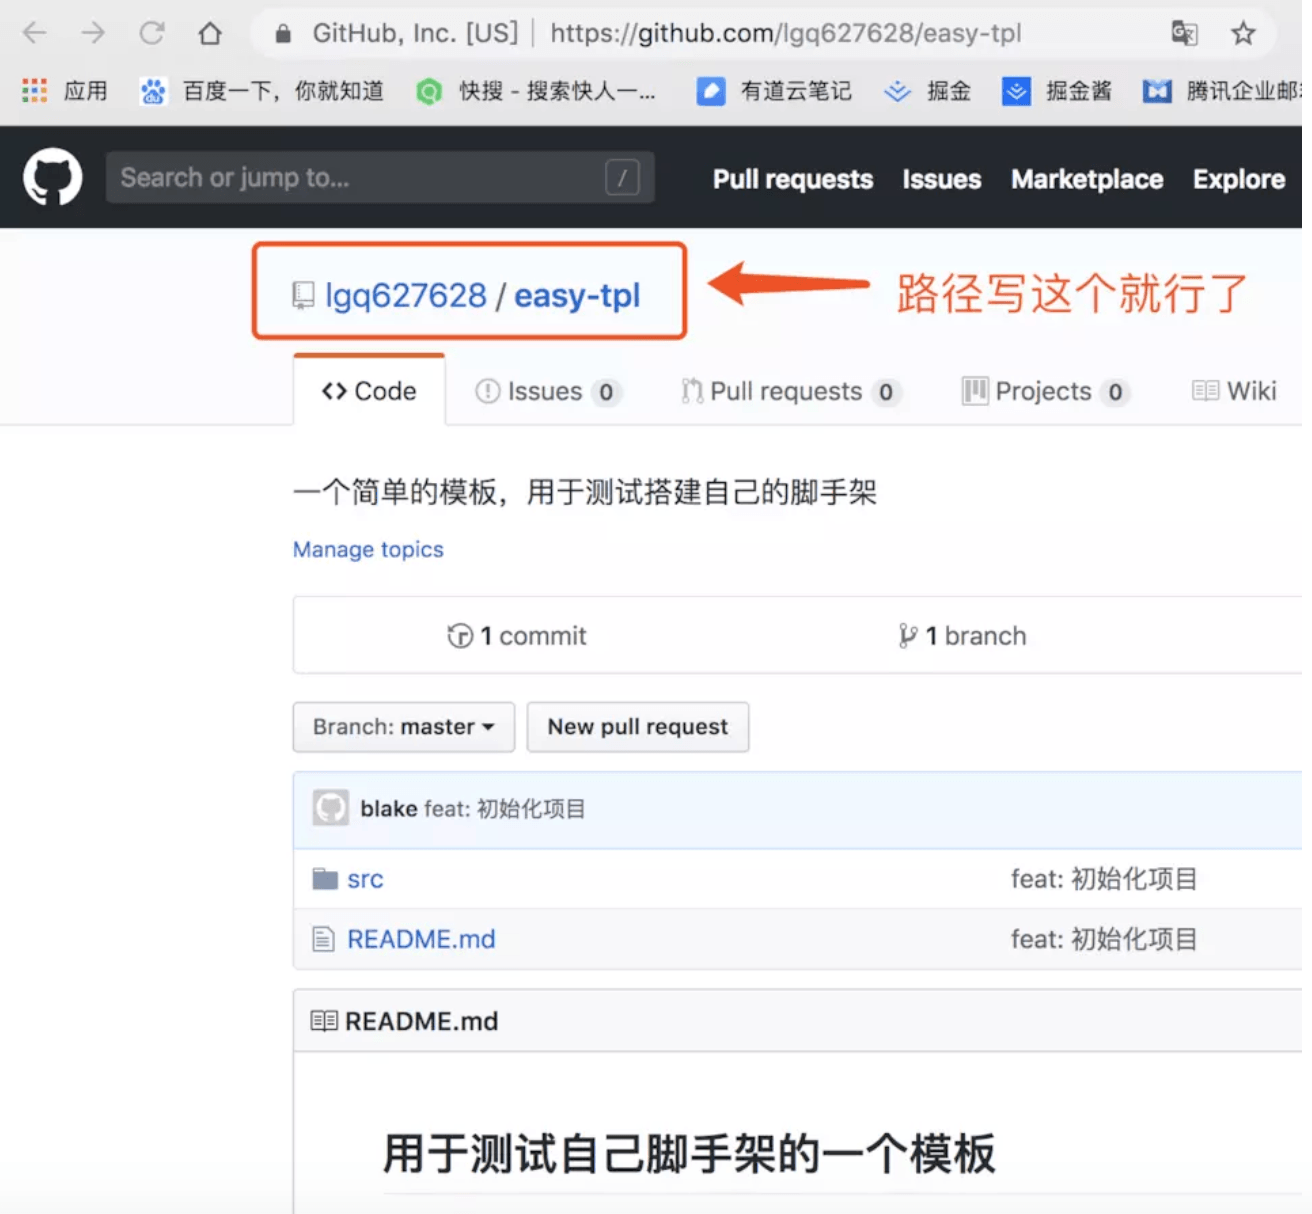 GitHub, Inc. [US] | https://github.com/lgq627628/easy-tpl
应用 百度一下，你就知道 快搜 - 搜索快人一... 有道云笔记 掘金 掘金酱 腾讯企业邮
Search or jump to... / Pull requests Issues Marketplace Explore
lgq627628 / easy-tpl 路径写这个就行了
Code Issues 0 Pull requests 0 Projects 0 Wiki
一个简单的模板，用于测试搭建自己的脚手架
Manage topics
1 commit 1 branch
Branch: master New pull request
blake feat: 初始化项目
src feat: 初始化项目
README.md feat: 初始化项目
README.md
用于测试自己脚手架的一个模板